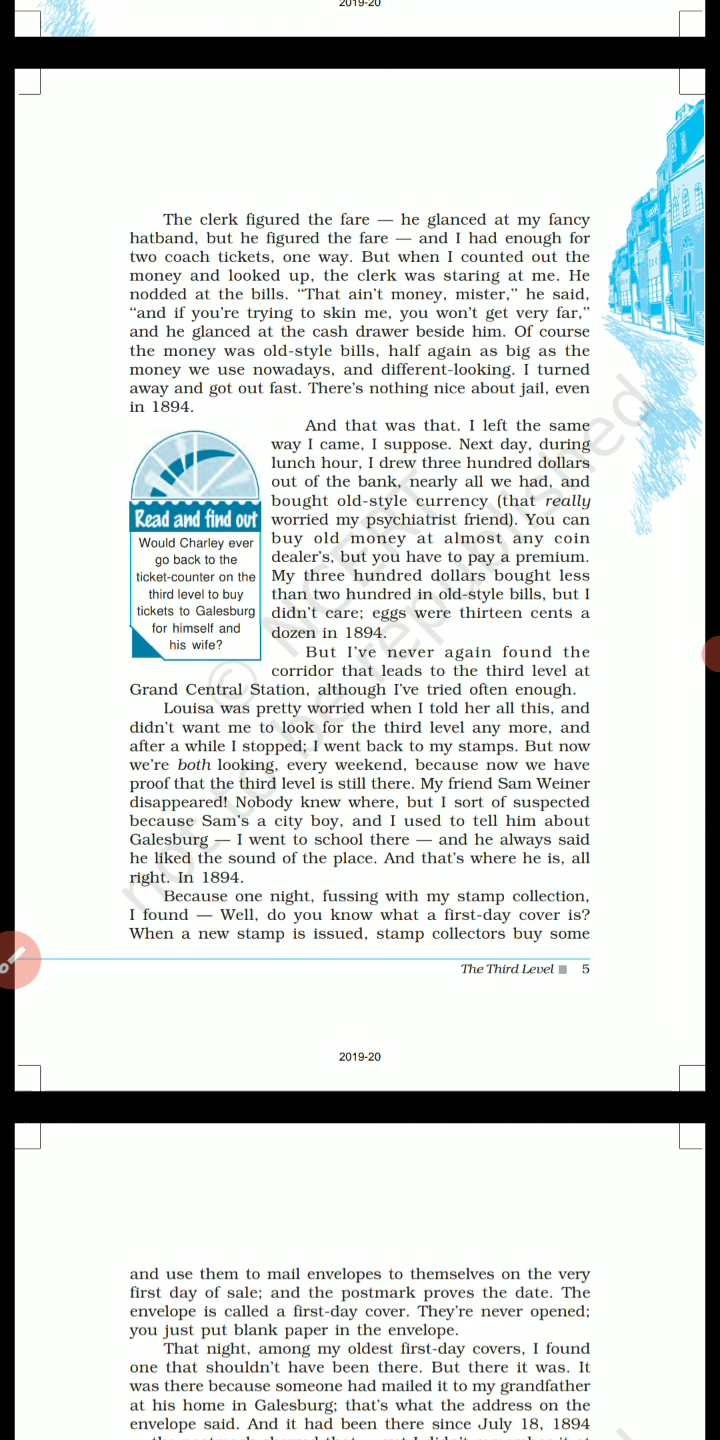 2019-20
The clerk figured the fare — he glanced at my fancy
hatband, but he figured the fare — and I had enough for
two coach tickets, one way. But when I counted out the
money and looked up, the clerk was staring at me. He
nodded at the bills. “That ain’t money, mister,” he said,
“and if you’re trying to skin me, you won’t get very far,”
and he glanced at the cash drawer beside him. Of course
the money was old-style bills, half again as big as the
money we use nowadays, and different-looking. I turned
away and got out fast. There’s nothing nice about jail, even
in 1894.
And that was that. I left the same
way I came, I suppose. Next day, during
lunch hour, I drew three hundred dollars
out of the bank, nearly all we had, and
bought old-style currency (that really
worried my psychiatrist friend). You can
buy old money at almost any coin
dealer’s, but you have to pay a premium.
My three hundred dollars bought less
than two hundred in old-style bills, but I
didn’t care; eggs were thirteen cents a
dozen in 1894.
But I’ve never again found the
corridor that leads to the third level at
Grand Central Station, although I’ve tried often enough.
Read and find out
Would Charley ever
go back to the
ticket-counter on the
third level to buy
tickets to Galesburg
for himself and
his wife?
Louisa was pretty worried when I told her all this, and
didn’t want me to look for the third level any more, and
after a while I stopped; I went back to my stamps. But now
we’re both looking, every weekend, because now we have
proof that the third level is still there. My friend Sam Weiner
disappeared! Nobody knew where, but I sort of suspected
because Sam’s a city boy, and I used to tell him about
Galesburg — I went to school there — and he always said
he liked the sound of the place. And that’s where he is, all
right. In 1894.
Because one night, fussing with my stamp collection,
I found — Well, do you know what a first-day cover is?
When a new stamp is issued, stamp collectors buy some
The Third Level 5
© NCERT
not to be republished
2019-20
and use them to mail envelopes to themselves on the very
first day of sale; and the postmark proves the date. The
envelope is called a first-day cover. They’re never opened;
you just put blank paper in the envelope.
That night, among my oldest first-day covers, I found
one that shouldn’t have been there. But there it was. It
was there because someone had mailed it to my grandfather
at his home in Galesburg; that’s what the address on the
envelope said. And it had been there since July 18, 1894